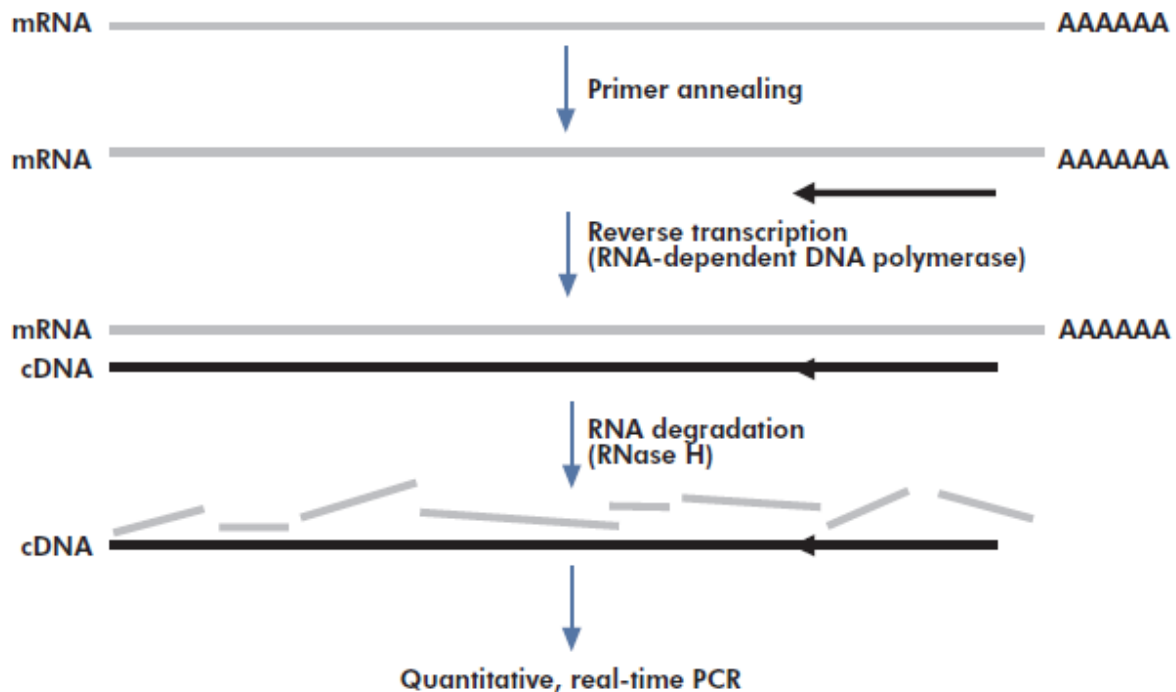 mRNA AAAAAA
Primer annealing
mRNA AAAAAA
Reverse transcription
(RNA-dependent DNA polymerase)
mRNA AAAAAA
cDNA
RNA degradation
(RNase H)
cDNA
Quantitative, real-time PCR